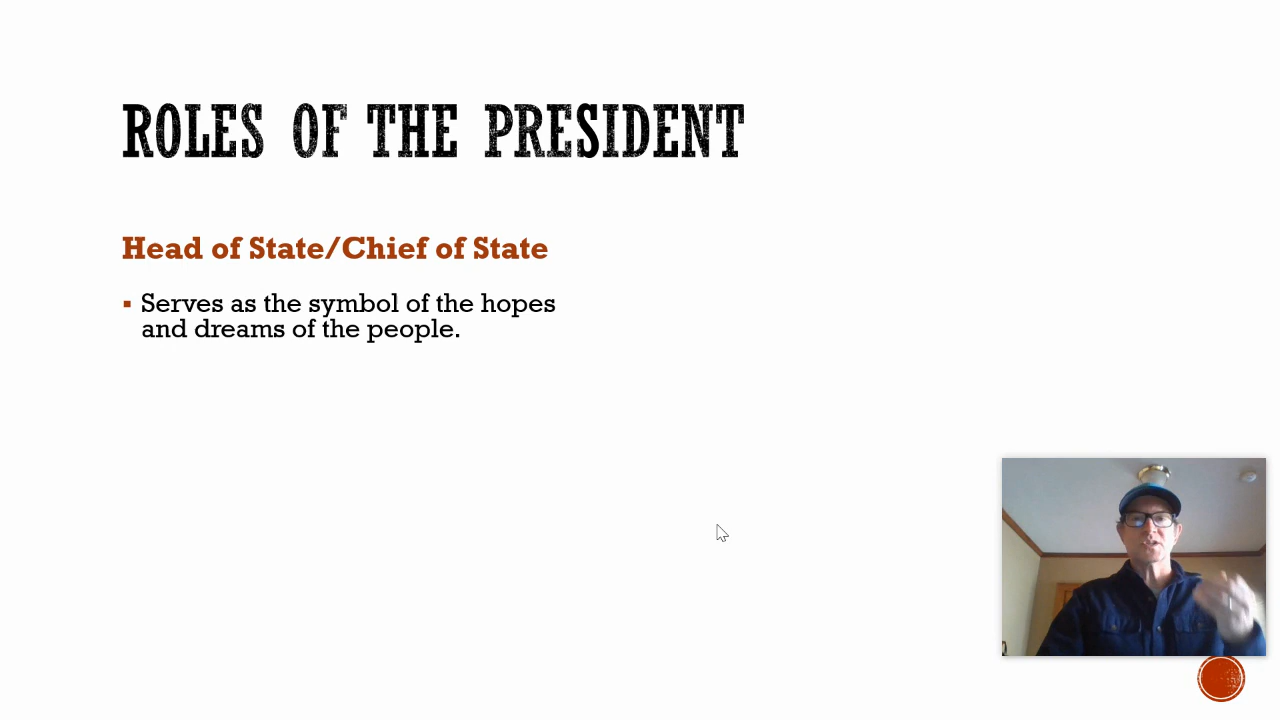 ROLES OF THE PRESIDENT
Head of State/Chief of State
▪ Serves as the symbol of the hopes
and dreams of the people.